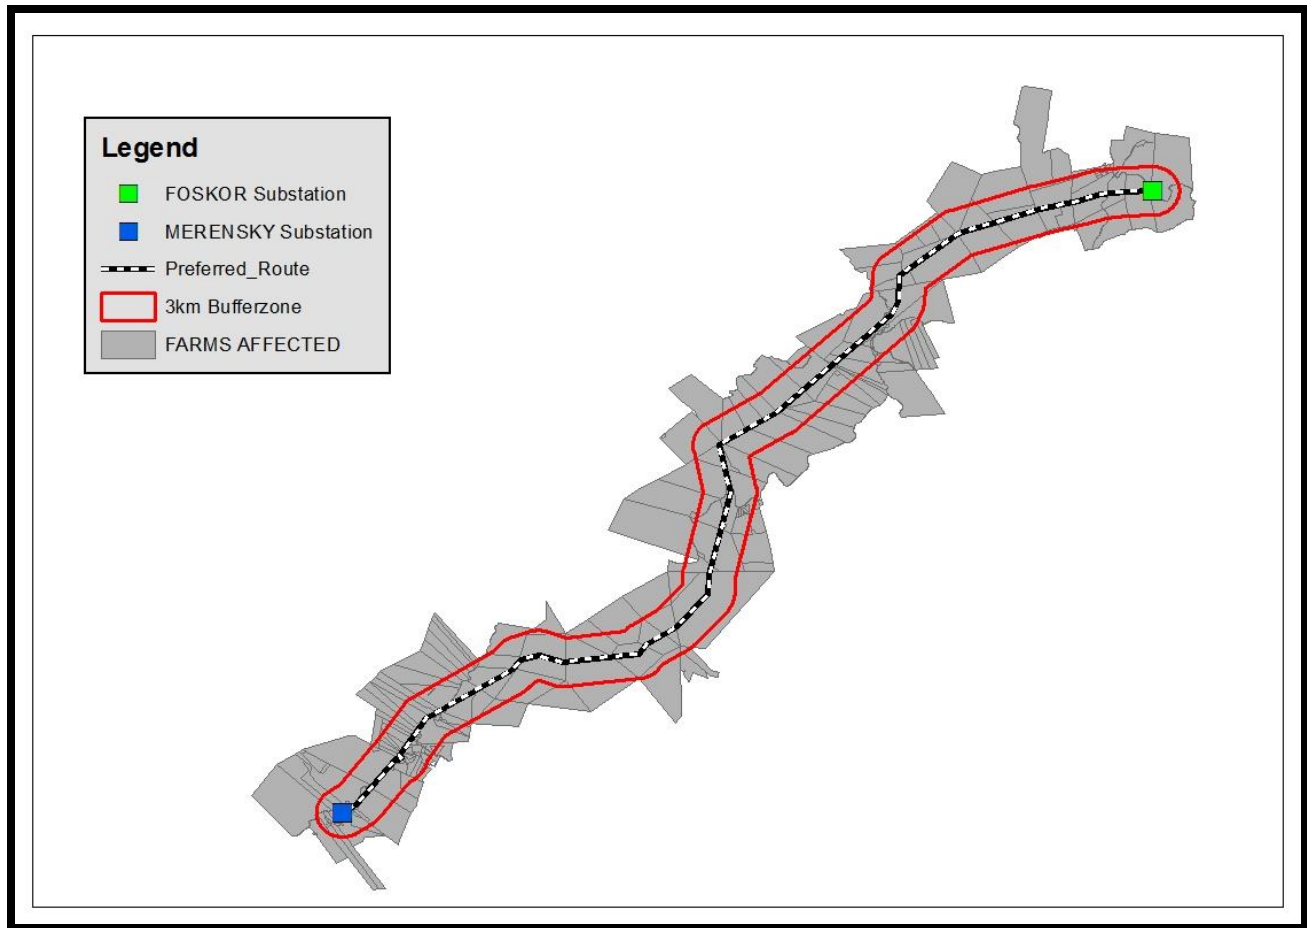 Legend
FOSKOR Substation
MERENSKY Substation
Preferred_Route
3km Bufferzone
FARMS AFFECTED